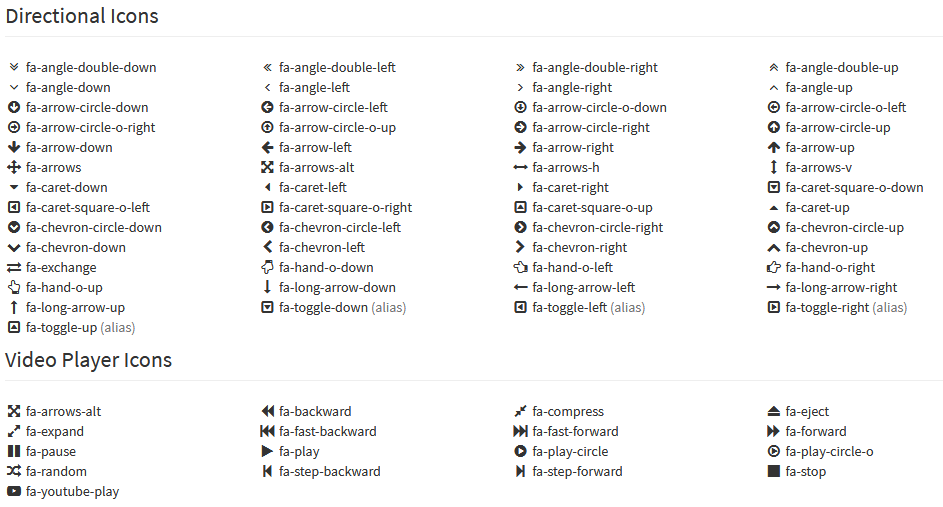 Directional Icons
fa-angle-double-down fa-angle-double-left fa-angle-double-right fa-angle-double-up
fa-angle-down fa-angle-left fa-angle-right fa-angle-up
fa-arrow-circle-down fa-arrow-circle-left fa-arrow-circle-o-down fa-arrow-circle-o-left
fa-arrow-circle-o-right fa-arrow-circle-o-up fa-arrow-circle-right fa-arrow-circle-up
fa-arrow-down fa-arrow-left fa-arrow-right fa-arrow-up
fa-arrows fa-arrows-alt fa-arrows-h fa-arrows-v
fa-caret-down fa-caret-left fa-caret-right fa-caret-square-o-down
fa-caret-square-o-left fa-caret-square-o-right fa-caret-square-o-up fa-caret-up
fa-chevron-circle-down fa-chevron-circle-left fa-chevron-circle-right fa-chevron-circle-up
fa-chevron-down fa-chevron-left fa-chevron-right fa-chevron-up
fa-exchange fa-hand-o-down fa-hand-o-left fa-hand-o-right
fa-hand-o-up fa-long-arrow-down fa-long-arrow-left fa-long-arrow-right
fa-long-arrow-up fa-toggle-down (alias) fa-toggle-left (alias) fa-toggle-right (alias)
fa-toggle-up (alias)
Video Player Icons
fa-arrows-alt fa-backward fa-compress fa-eject
fa-expand fa-fast-backward fa-fast-forward fa-forward
fa-pause fa-play fa-play-circle fa-play-circle-o
fa-random fa-step-backward fa-step-forward fa-stop
fa-youtube-play